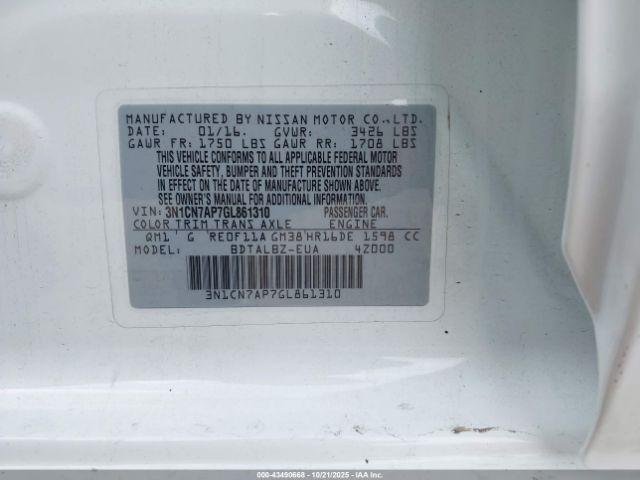 MANUFACTURED BY NISSAN MOTOR CO.,LTD.
DATE: 01/16. GVWR: 3426 LBS
GAWR FR: 1750 LBS GAWR RR: 1708 LBS
THIS VEHICLE CONFORMS TO ALL APPLICABLE FEDERAL MOTOR
VEHICLE SAFETY, BUMPER AND THEFT PREVENTION STANDARDS
IN EFFECT ON THE DATE OF MANUFACTURE SHOWN ABOVE.
SEE OWNER'S MANUAL FOR ADDITIONAL INFORMATION.
VIN: 3N1CN7AP7GL861310 PASSENGER CAR.
COLOR TRIM TRANS AXLE ENGINE
QM1 G RE0F11A GM38 HR16DE 1598 CC
MODEL: BDTALBZ-EUA 4Z000
3N1CN7AP7GL861310
000-43490668 10/21/2025 Copyright IAA, LLC